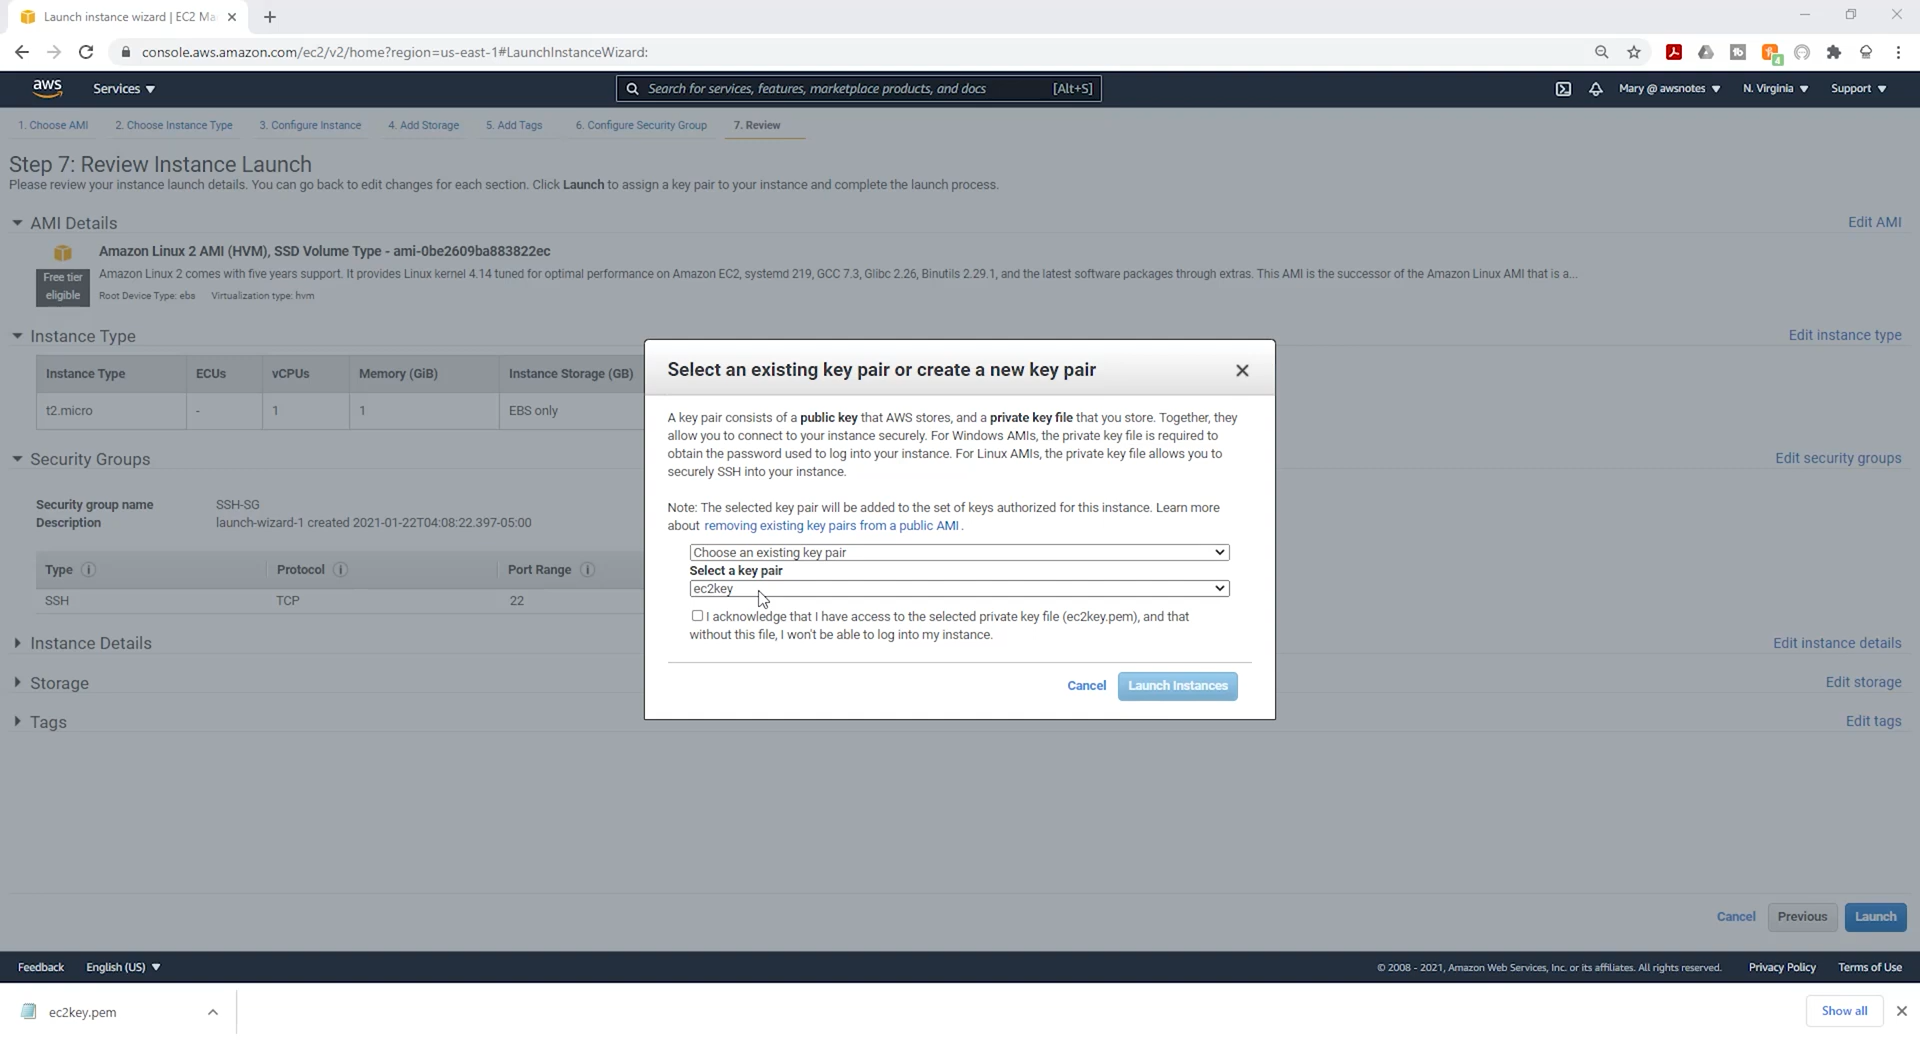 Launch instance wizard | EC2 Ma
console.aws.amazon.com/ec2/v2/home?region=us-east-1#LaunchInstanceWizard:
4
aws
Services
Search for services, features, marketplace products, and docs
[Alt+S]
Mary @ awsnotes
N. Virginia
Support
1. Choose AMI
2. Choose Instance Type
3. Configure Instance
4. Add Storage
5. Add Tags
6. Configure Security Group
7. Review
Step 7: Review Instance Launch
Please review your instance launch details. You can go back to edit changes for each section. Click Launch to assign a key pair to your instance and complete the launch process.
AMI Details
Edit AMI
Amazon Linux 2 AMI (HVM), SSD Volume Type - ami-0be2609ba883822ec
Free tier
eligible
Amazon Linux 2 comes with five years support. It provides Linux kernel 4.14 tuned for optimal performance on Amazon EC2, systemd 219, GCC 7.3, Glibc 2.26, Binutils 2.29.1, and the latest software packages through extras. This AMI is the successor of the Amazon Linux AMI that is a...
Root Device Type: ebs Virtualization type: hvm
Instance Type
Edit instance type
Instance Type
ECUs
vCPUs
Memory (GiB)
Instance Storage (GB)
t2.micro
-
1
1
EBS only
Security Groups
Edit security groups
Security group name
SSH-SG
Description
launch-wizard-1 created 2021-01-22T04:08:22.397-05:00
Type
Protocol
Port Range
SSH
TCP
22
Instance Details
Edit instance details
Storage
Edit storage
Tags
Edit tags
Select an existing key pair or create a new key pair
A key pair consists of a public key that AWS stores, and a private key file that you store. Together, they
allow you to connect to your instance securely. For Windows AMIs, the private key file is required to
obtain the password used to log into your instance. For Linux AMIs, the private key file allows you to
securely SSH into your instance.
Note: The selected key pair will be added to the set of keys authorized for this instance. Learn more
about removing existing key pairs from a public AMI.
Choose an existing key pair
Select a key pair
ec2key
I acknowledge that I have access to the selected private key file (ec2key.pem), and that
without this file, I won't be able to log into my instance.
Cancel
Launch Instances
Cancel
Previous
Launch
Feedback
English (US)
© 2008 - 2021, Amazon Web Services, Inc. or its affiliates. All rights reserved.
Privacy Policy
Terms of Use
ec2key.pem
Show all